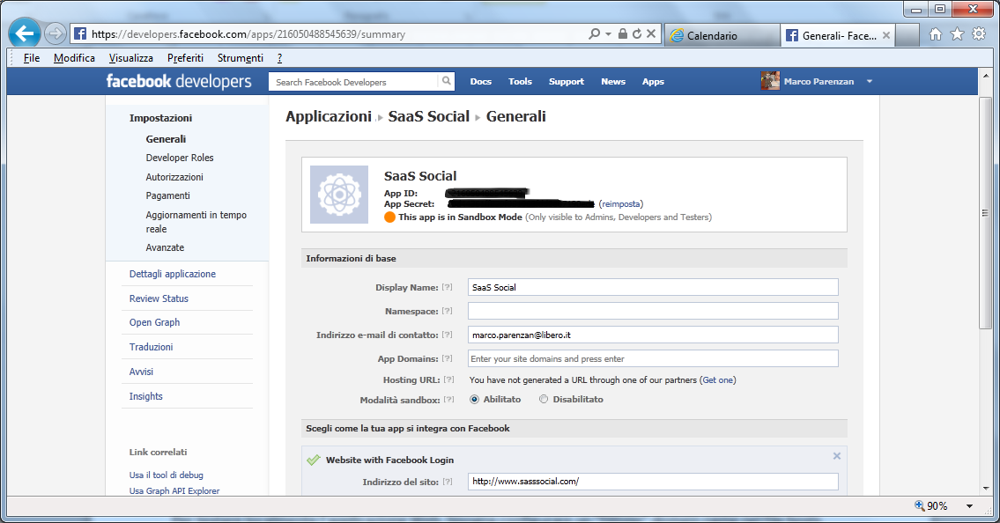 https://developers.facebook.com/apps/216050488545639/summary
Calendario
Generali- Face...
File Modifica Visualizza Preferiti Strumenti ?
facebook developers
Search Facebook Developers
Docs Tools Support News Apps
Marco Parenzan
Impostazioni
Generali
Developer Roles
Autorizzazioni
Pagamenti
Aggiornamenti in tempo
reale
Avanzate
Dettagli applicazione
Review Status
Open Graph
Traduzioni
Avvisi
Insights
Link correlati
Usa il tool di debug
Usa Graph API Explorer
Applicazioni ▸ SaaS Social ▸ Generali
SaaS Social
App ID:
App Secret: (reimposta)
This app is in Sandbox Mode (Only visible to Admins, Developers and Testers)
Informazioni di base
Display Name: [?] SaaS Social
Namespace: [?]
Indirizzo e-mail di contatto: [?] marco.parenzan@libero.it
App Domains: [?] Enter your site domains and press enter
Hosting URL: [?] You have not generated a URL through one of our partners (Get one)
Modalità sandbox: [?] Abilitato Disabilitato
Scegli come la tua app si integra con Facebook
Website with Facebook Login
Indirizzo del sito: [?] http://www.sasssocial.com/
90%